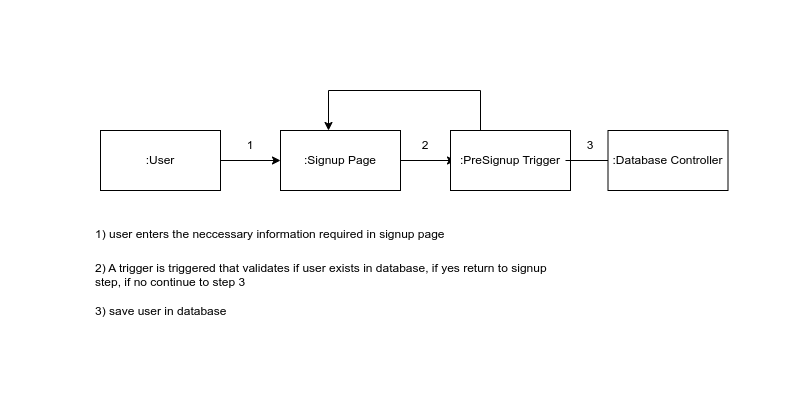 1
2
3
:User
:Signup Page
:PreSignup Trigger
:Database Controller
1) user enters the neccessary information required in signup page
2) A trigger is triggered that validates if user exists in database, if yes return to signup
step, if no continue to step 3
3) save user in database